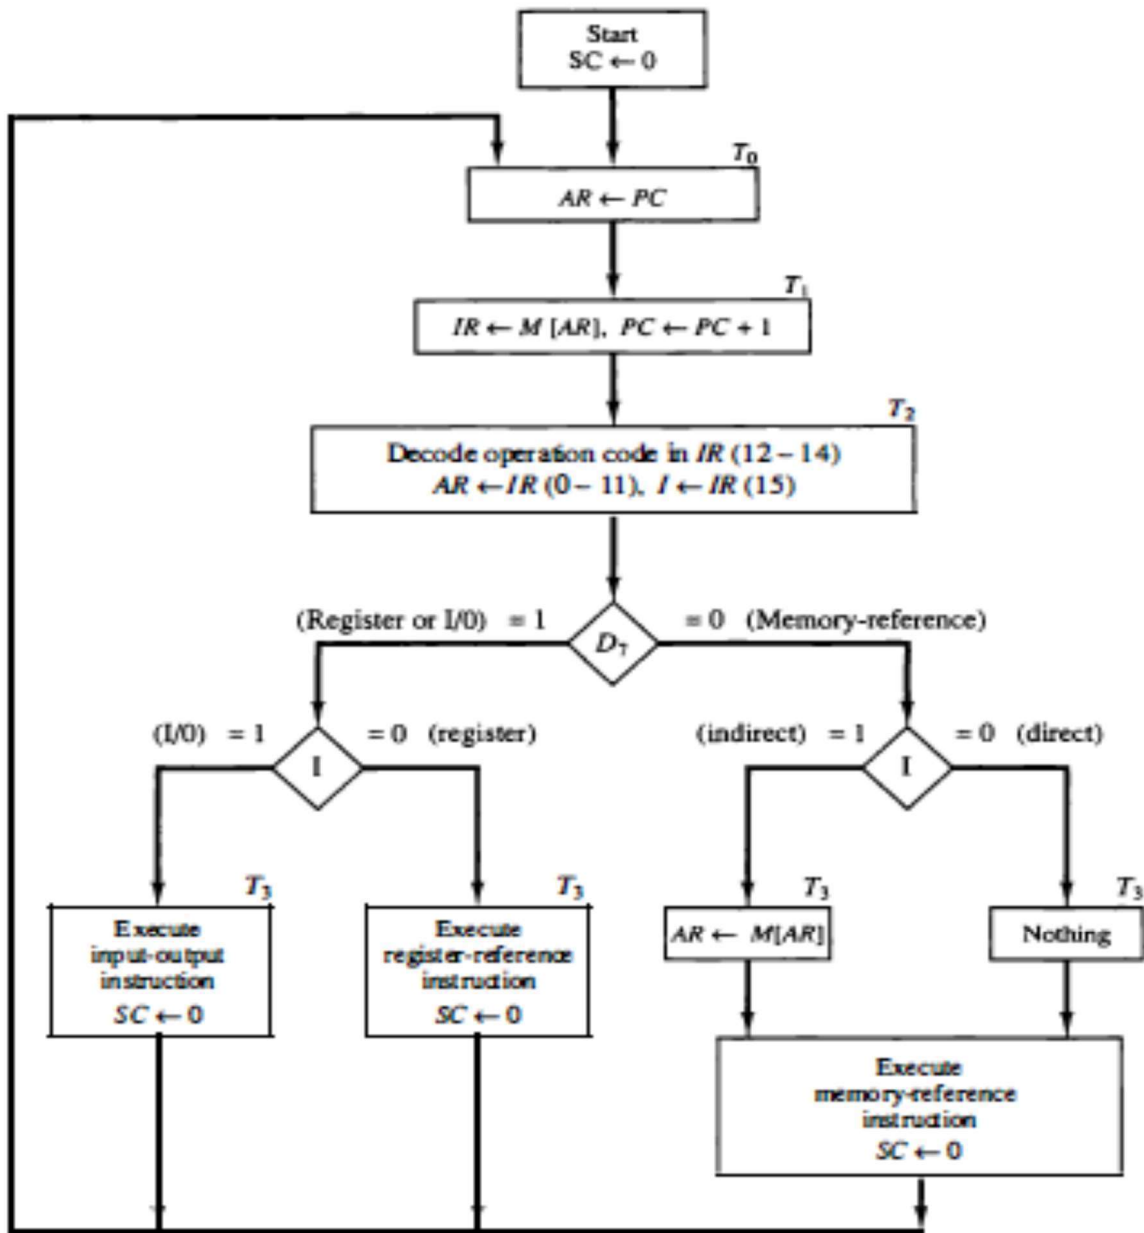 Start
SC ← 0
T₀
AR ← PC
T₁
IR ← M [AR], PC ← PC + 1
T₂
Decode operation code in IR (12 – 14)
AR ← IR (0 – 11), I ← IR (15)
(Register or I/0) = 1
= 0 (Memory-reference)
D₇
(I/0) = 1
= 0 (register)
(indirect) = 1
= 0 (direct)
I
I
T₃
T₃
T₃
T₃
Execute
input-output
instruction
SC ← 0
Execute
register-reference
instruction
SC ← 0
AR ← M[AR]
Nothing
Execute
memory-reference
instruction
SC ← 0